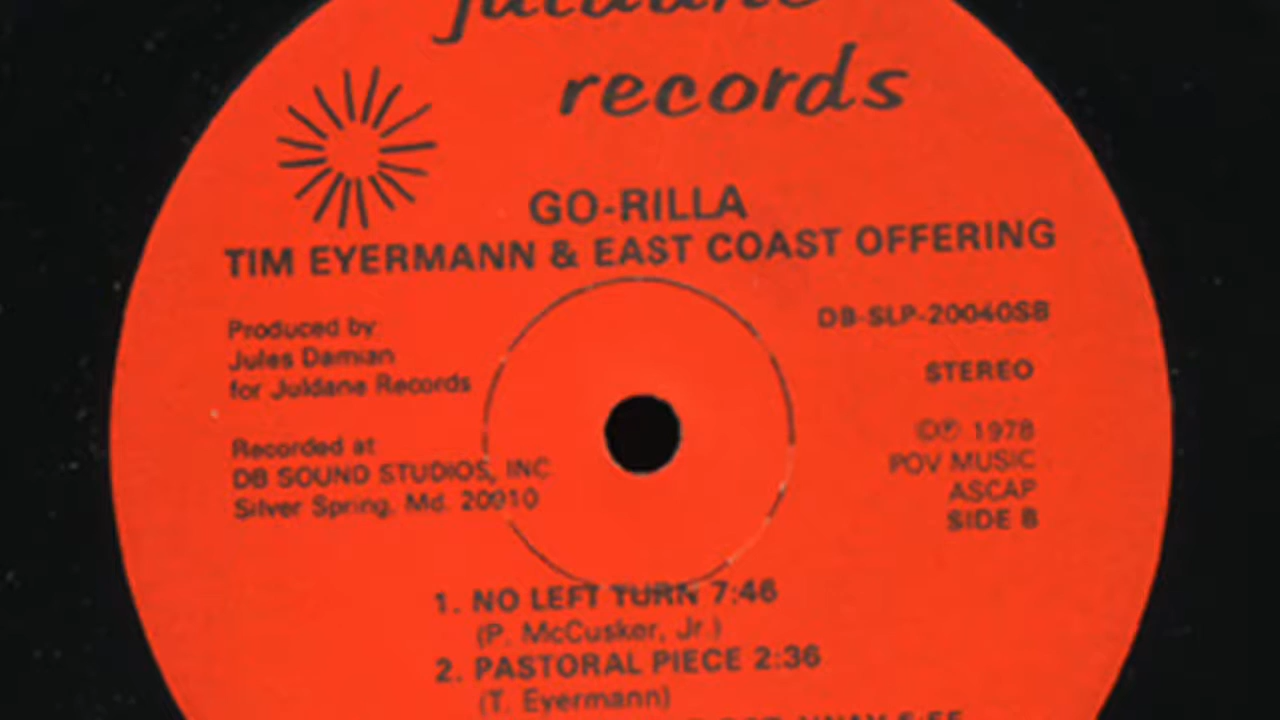 Juldane
records
GO-RILLA
TIM EYERMANN & EAST COAST OFFERING
Produced by
Jules Damian
for Juldane Records
Recorded at
DB SOUND STUDIOS, INC
Silver Spring, Md. 20910
DB-SLP-20040SB
STEREO
©℗ 1978
POV MUSIC
ASCAP
SIDE B
1. NO LEFT TURN 7:46
(P. McCusker, Jr.)
2. PASTORAL PIECE 2:36
(T. Eyermann)